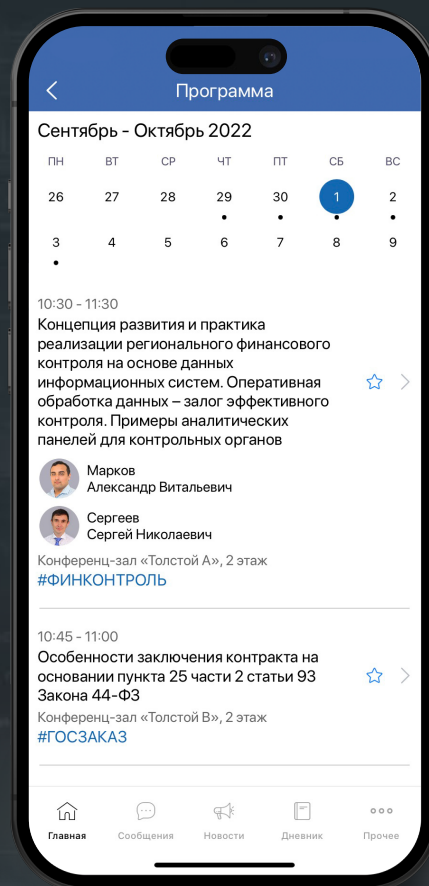 Программа
Сентябрь - Октябрь 2022
ПН ВТ СР ЧТ ПТ СБ ВС
26 27 28 29 30 1 2
3 4 5 6 7 8 9
10:30 - 11:30
Концепция развития и практика
реализации регионального финансового
контроля на основе данных
информационных систем. Оперативная
обработка данных – залог эффективного
контроля. Примеры аналитических
панелей для контрольных органов
Марков
Александр Витальевич
Сергеев
Сергей Николаевич
Конференц-зал «Толстой А», 2 этаж
#ФИНКОНТРОЛЬ
10:45 - 11:00
Особенности заключения контракта на
основании пункта 25 части 2 статьи 93
Закона 44-ФЗ
Конференц-зал «Толстой В», 2 этаж
#ГОСЗАКАЗ
Главная Сообщения Новости Дневник Прочее